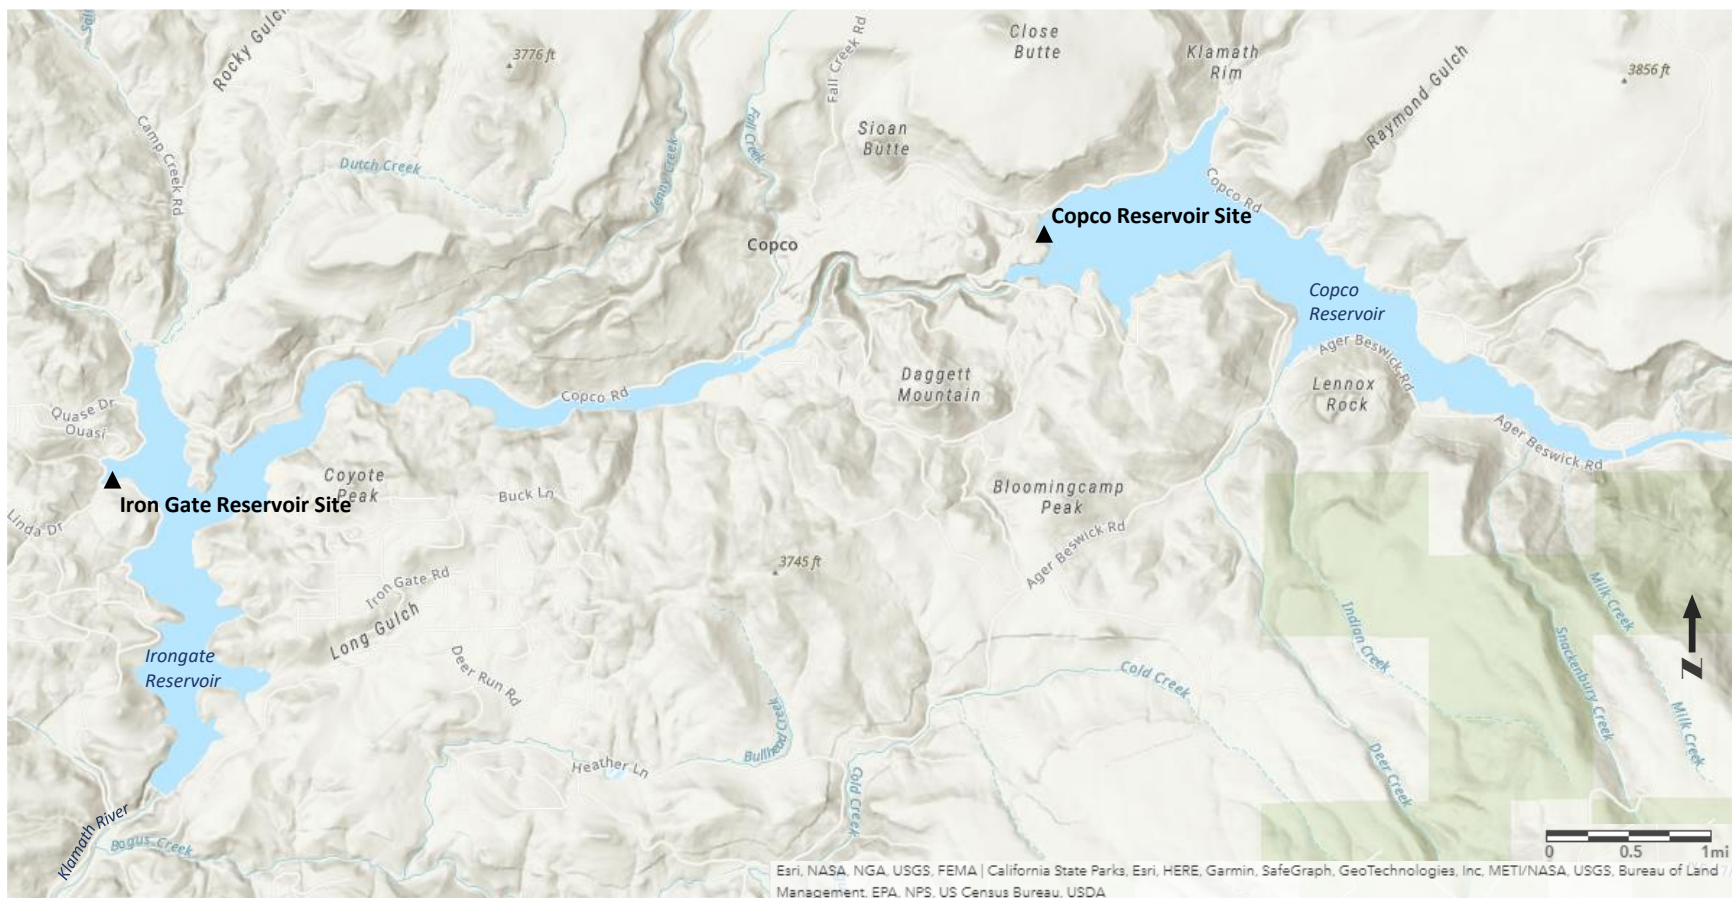 Rocky Gulch
3776 ft
Fall Creek Rd
Close
Butte
Klamath
Rim
Raymond Gulch
3856 ft
Camp Creek Rd
Dutch Creek
Jenny Creek
Fall Creek
Sioan
Butte
Copco Rd
Copco Reservoir Site
Copco
Copco
Reservoir
Ager Beswick Rd
Lennox
Rock
Daggett
Mountain
Copco Rd
Quase Dr
Quasi
Ager Beswick Rd
Coyote
Peak
Buck Ln
Bloomingcamp
Peak
Iron Gate Reservoir Site
Linda Dr
Ager Beswick Rd
3745 ft
Iron Gate Rd
Long Gulch
Milk Creek
Indian Creek
Snackenbury Creek
N
Irongate
Reservoir
Deer Run Rd
Cold Creek
Milk Creek
Bullhead Creek
Heather Ln
Deer Creek
Cold Creek
Klamath River
Bogus Creek
0 0.5 1mi
Esri, NASA, NGA, USGS, FEMA | California State Parks, Esri, HERE, Garmin, SafeGraph, GeoTechnologies, Inc, METI/NASA, USGS, Bureau of Land
Management, EPA, NPS, US Census Bureau, USDA